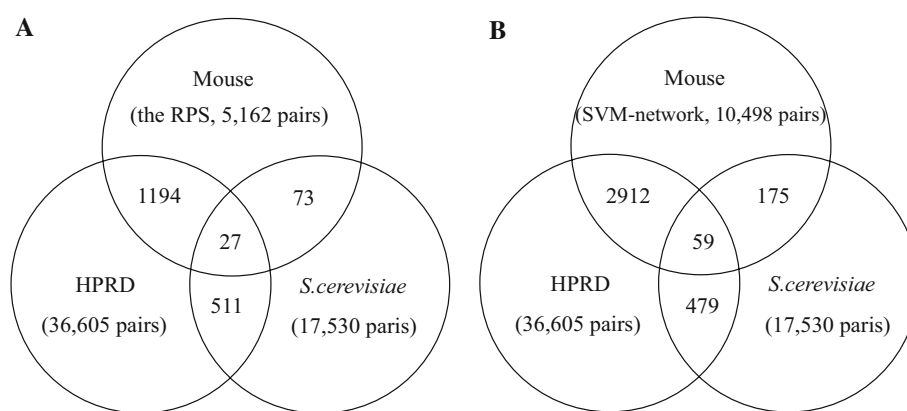 A
Mouse
(the RPS, 5,162 pairs)
1194
73
27
HPRD
(36,605 pairs)
511
S.cerevisiae
(17,530 paris)
B
Mouse
(SVM-network, 10,498 pairs)
2912
175
59
HPRD
(36,605 pairs)
479
S.cerevisiae
(17,530 paris)